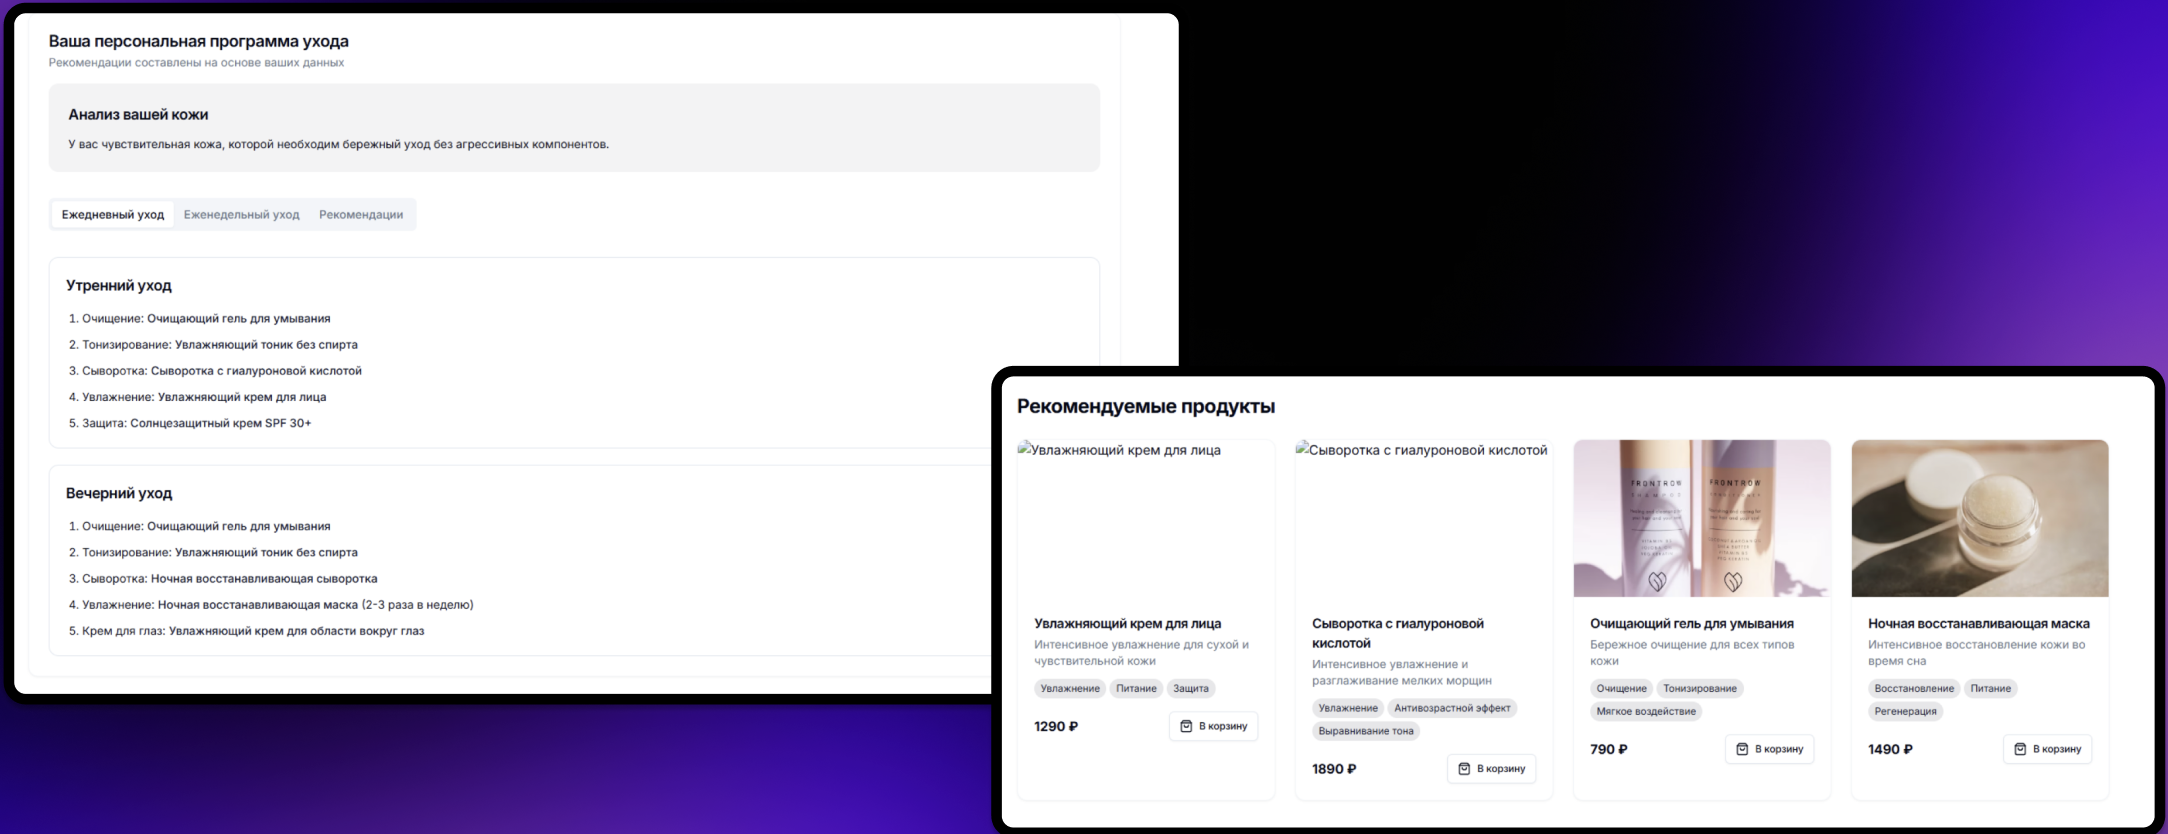 Ваша персональная программа ухода
Рекомендации составлены на основе ваших данных
Анализ вашей кожи
У вас чувствительная кожа, которой необходим бережный уход без агрессивных компонентов.
Ежедневный уход
Еженедельный уход
Рекомендации
Утренний уход
1. Очищение: Очищающий гель для умывания
2. Тонизирование: Увлажняющий тоник без спирта
3. Сыворотка: Сыворотка с гиалуроновой кислотой
4. Увлажнение: Увлажняющий крем для лица
5. Защита: Солнцезащитный крем SPF 30+
Вечерний уход
1. Очищение: Очищающий гель для умывания
2. Тонизирование: Увлажняющий тоник без спирта
3. Сыворотка: Ночная восстанавливающая сыворотка
4. Увлажнение: Ночная восстанавливающая маска (2-3 раза в неделю)
5. Крем для глаз: Увлажняющий крем для области вокруг глаз
Рекомендуемые продукты
Увлажняющий крем для лица
Увлажняющий крем для лица
Интенсивное увлажнение для сухой и
чувствительной кожи
Увлажнение
Питание
Защита
1290 ₽
В корзину
Сыворотка с гиалуроновой кислотой
Сыворотка с гиалуроновой
кислотой
Интенсивное увлажнение и
разглаживание мелких морщин
Увлажнение
Антивозрастной эффект
Выравнивание тона
1890 ₽
В корзину
FRONTROW
SHAMPOO
FRONTROW
Очищающий гель для умывания
Бережное очищение для всех типов
кожи
Очищение
Тонизирование
Мягкое воздействие
790 ₽
В корзину
Ночная восстанавливающая маска
Интенсивное восстановление кожи во
время сна
Восстановление
Питание
Регенерация
1490 ₽
В корзину